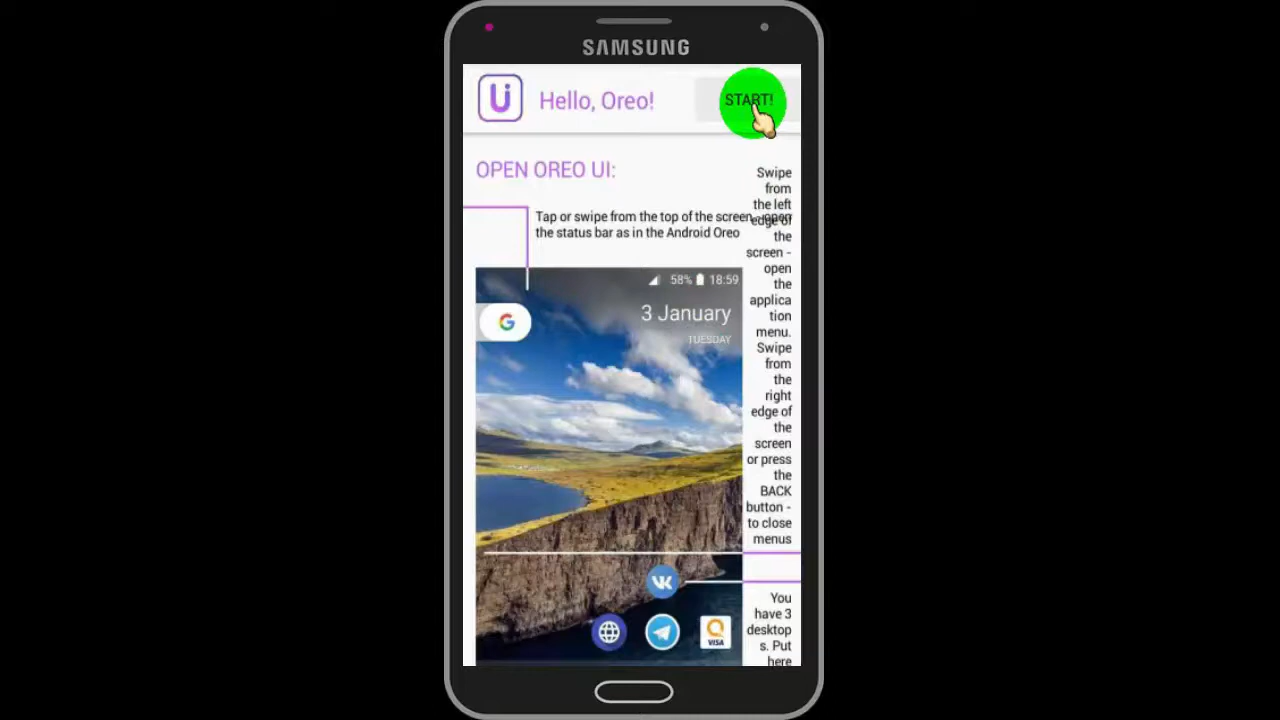 SAMSUNG
Ui
Hello, Oreo!
START!
OPEN OREO UI:
Tap or swipe from the top of the screen - open
the status bar as in the Android Oreo
58% 18:59
3 January
TUESDAY
G
Swipe
from
the left
edge of
the
screen -
open
the
applica
tion
menu.
Swipe
from
the
right
edge of
the
screen
or press
the
BACK
button -
to close
menus
You
have 3
desktop
s. Put
here
VK
Q
VISA